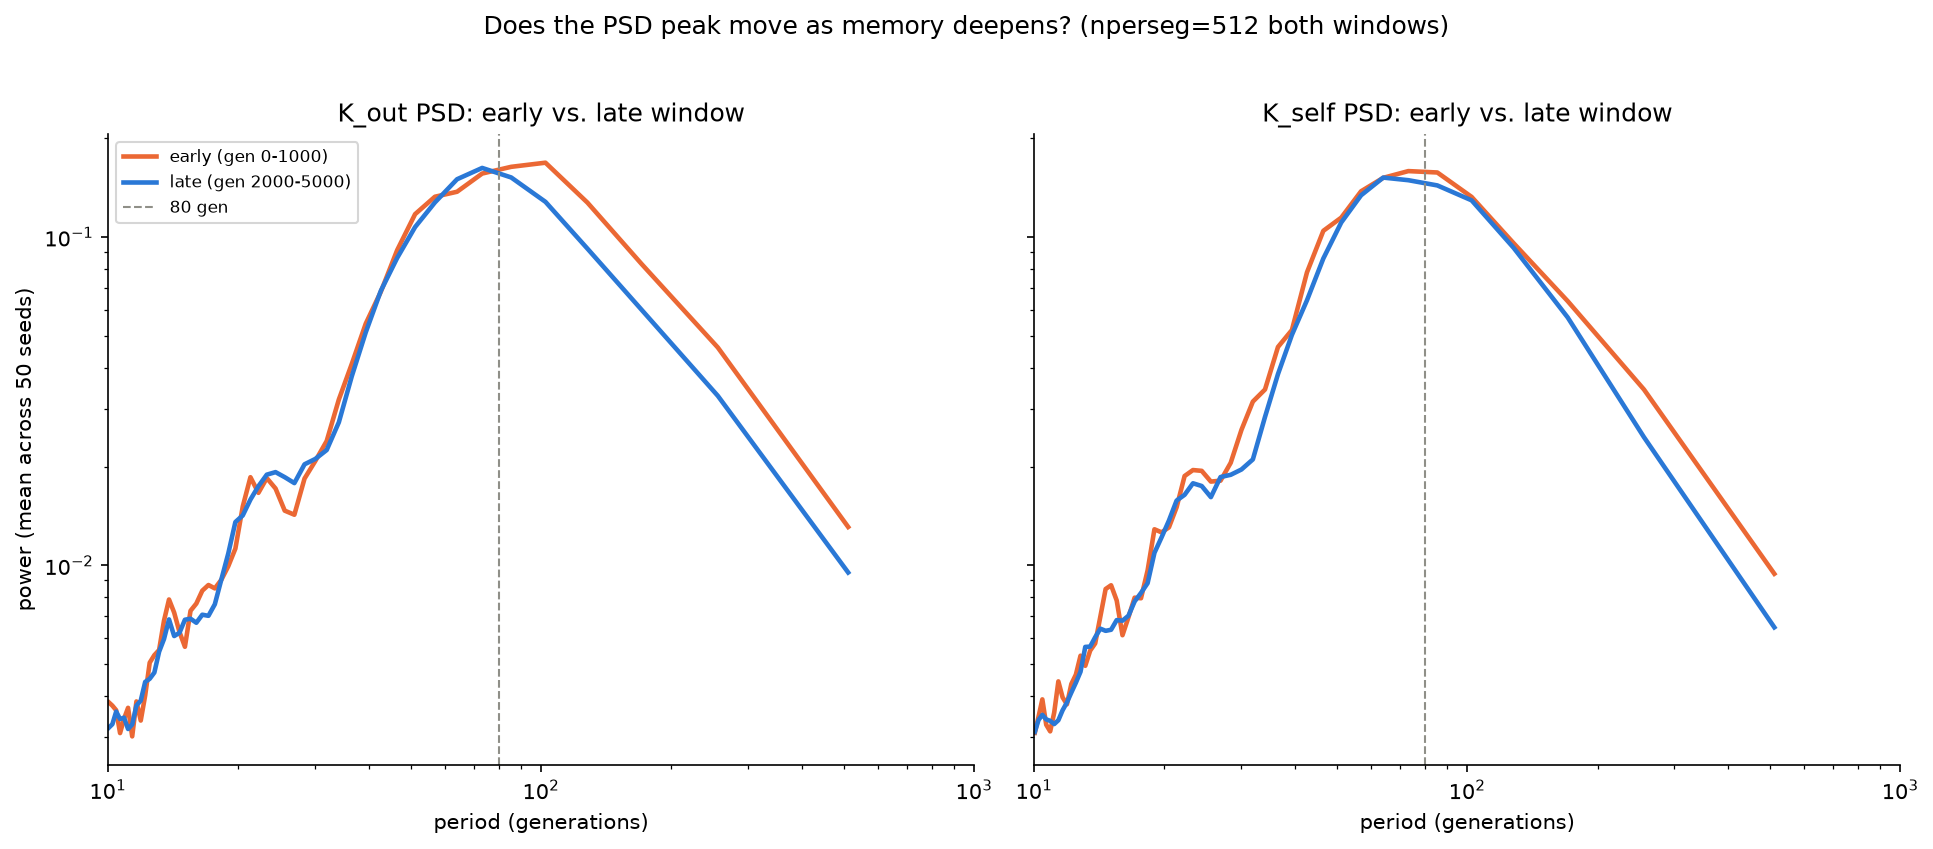 Does the PSD peak move as memory deepens? (nperseg=512 both windows)
K_out PSD: early vs. late window
early (gen 0-1000)
late (gen 2000-5000)
80 gen
power (mean across 50 seeds)
10⁻¹
10⁻²
10¹
10²
10³
period (generations)
K_self PSD: early vs. late window
10¹
10²
10³
period (generations)